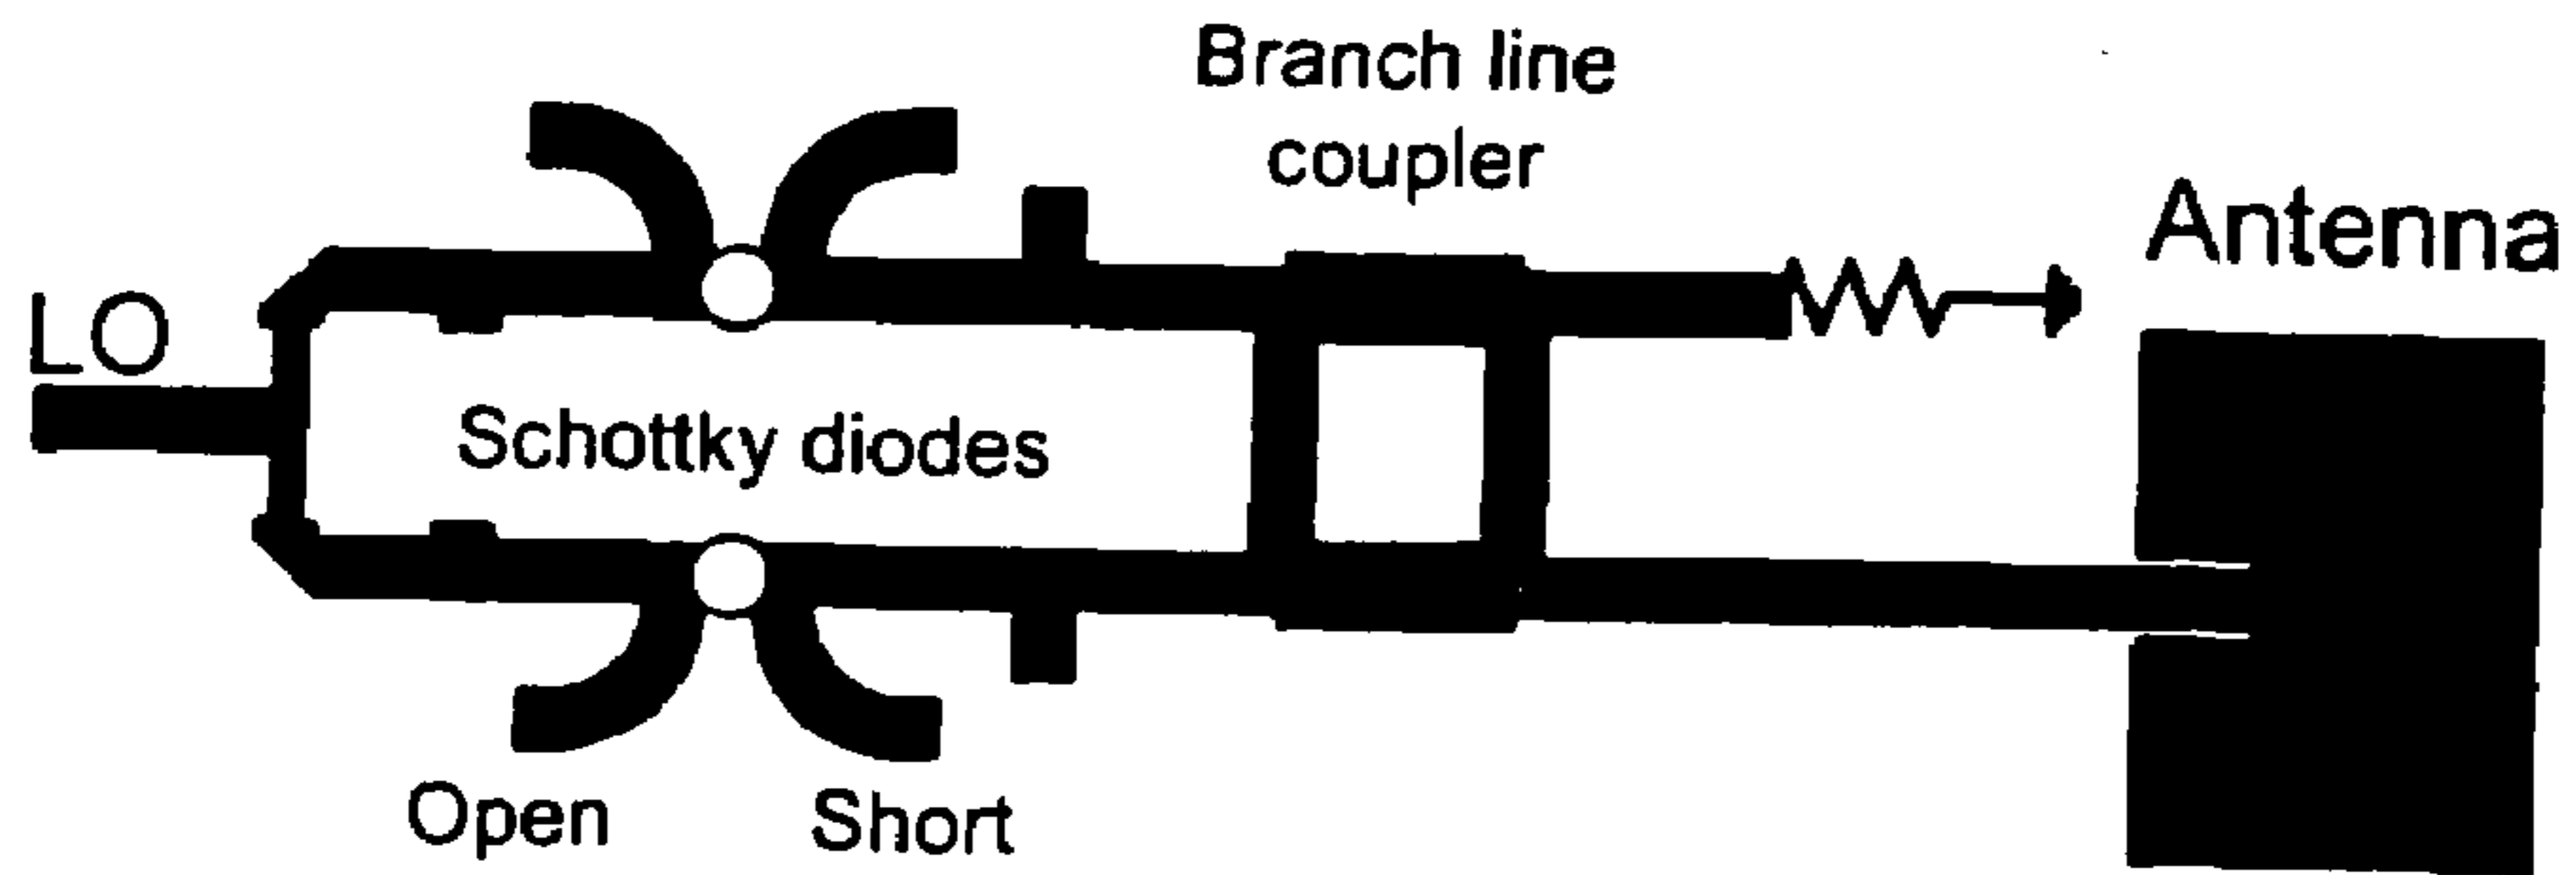 Branch line
coupler
Antenna
LO
Schottky diodes
Open
Short